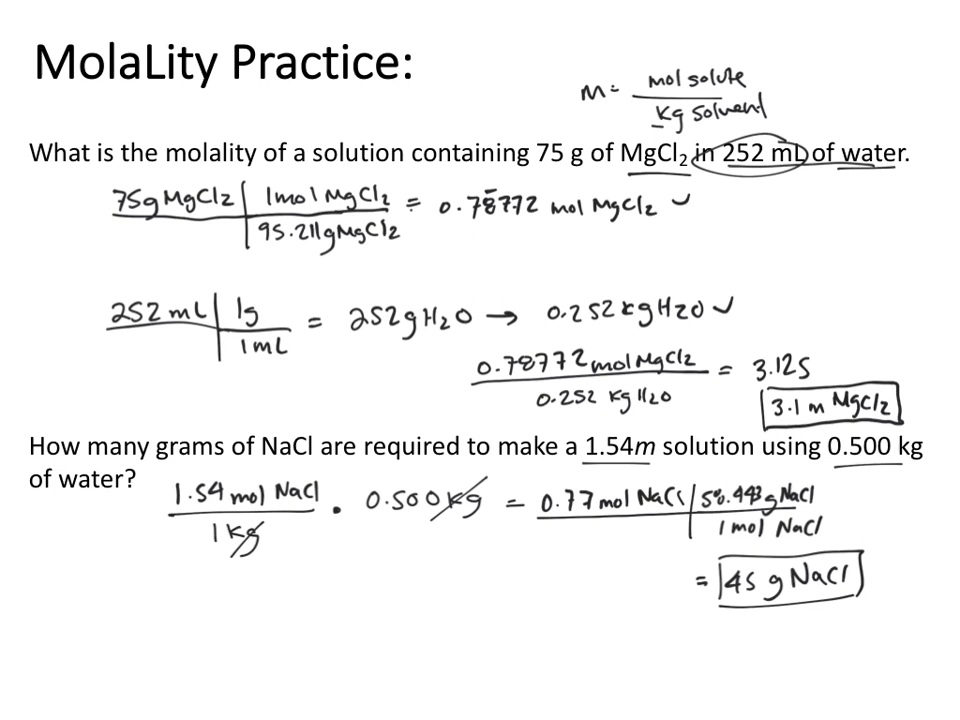 MolaLity Practice:
m = mol solute / kg solvent
What is the molality of a solution containing 75 g of MgCl₂ in 252 mL of water.
75g MgCl2 | 1mol MgCl2 / 95.211g MgCl2 = 0.78772 mol MgCl2 ✓
252 mL | 1g / 1mL = 252g H2O → 0.252 kg H2O ✓
0.78772 mol MgCl2 / 0.252 kg H2O = 3.125
3.1 m MgCl2
How many grams of NaCl are required to make a 1.54m solution using 0.500 kg
of water?
1.54 mol NaCl / 1 kg · 0.500 kg = 0.77 mol NaCl | 58.443 g NaCl / 1 mol NaCl
= 45 g NaCl